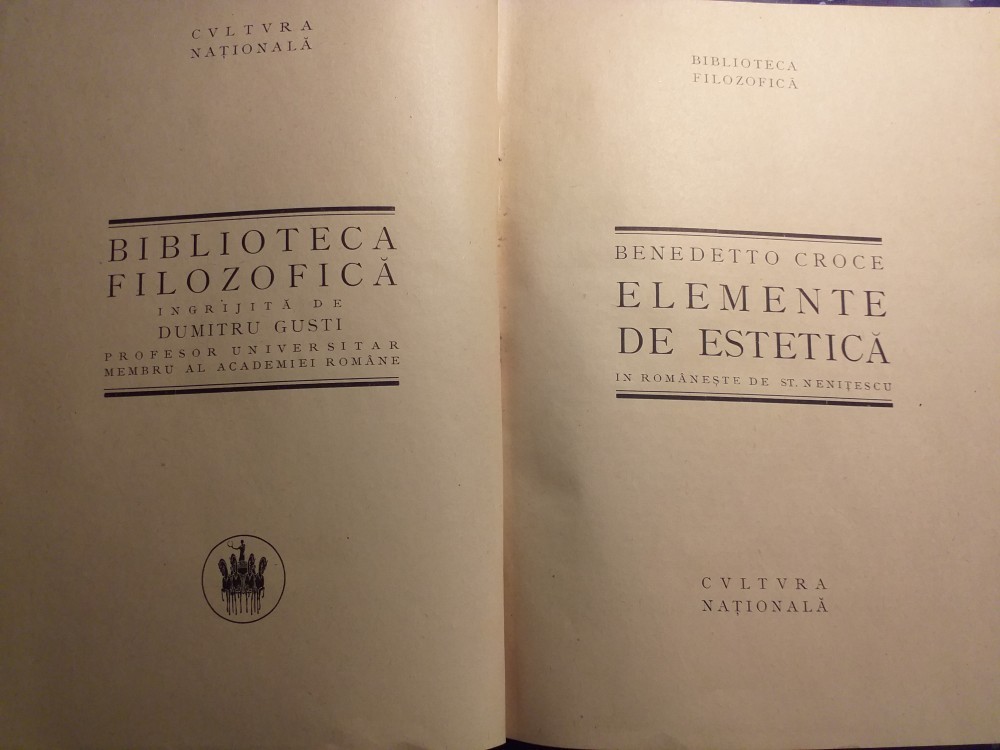 CVLTVRA
NAȚIONALĂ
BIBLIOTECA
FILOZOFICĂ
INGRIJITĂ DE
DUMITRU GUSTI
PROFESOR UNIVERSITAR
MEMBRU AL ACADEMIEI ROMÂNE
BIBLIOTECA
FILOZOFICĂ
BENEDETTO CROCE
ELEMENTE
DE ESTETICĂ
IN ROMÂNEȘTE DE ST. NENIȚESCU
CVLTVRA
NAȚIONALĂ